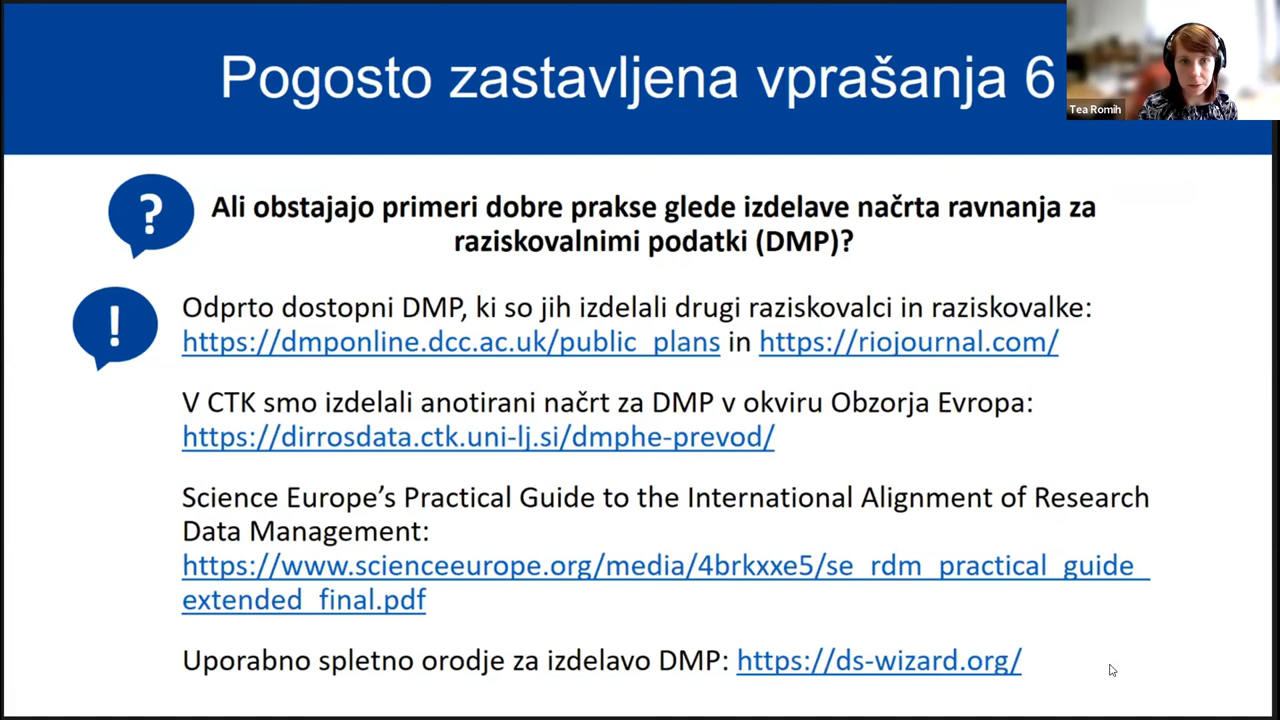 Pogosto zastavljena vprašanja 6
Tea Romih
?
Ali obstajajo primeri dobre prakse glede izdelave načrta ravnanja za
raziskovalnimi podatki (DMP)?
!
Odprto dostopni DMP, ki so jih izdelali drugi raziskovalci in raziskovalke:
https://dmponline.dcc.ac.uk/public_plans in https://riojournal.com/
V CTK smo izdelali anotirani načrt za DMP v okviru Obzorja Evropa:
https://dirrosdata.ctk.uni-lj.si/dmphe-prevod/
Science Europe’s Practical Guide to the International Alignment of Research
Data Management:
https://www.scienceeurope.org/media/4brkxxe5/se_rdm_practical_guide_
extended_final.pdf
Uporabno spletno orodje za izdelavo DMP: https://ds-wizard.org/